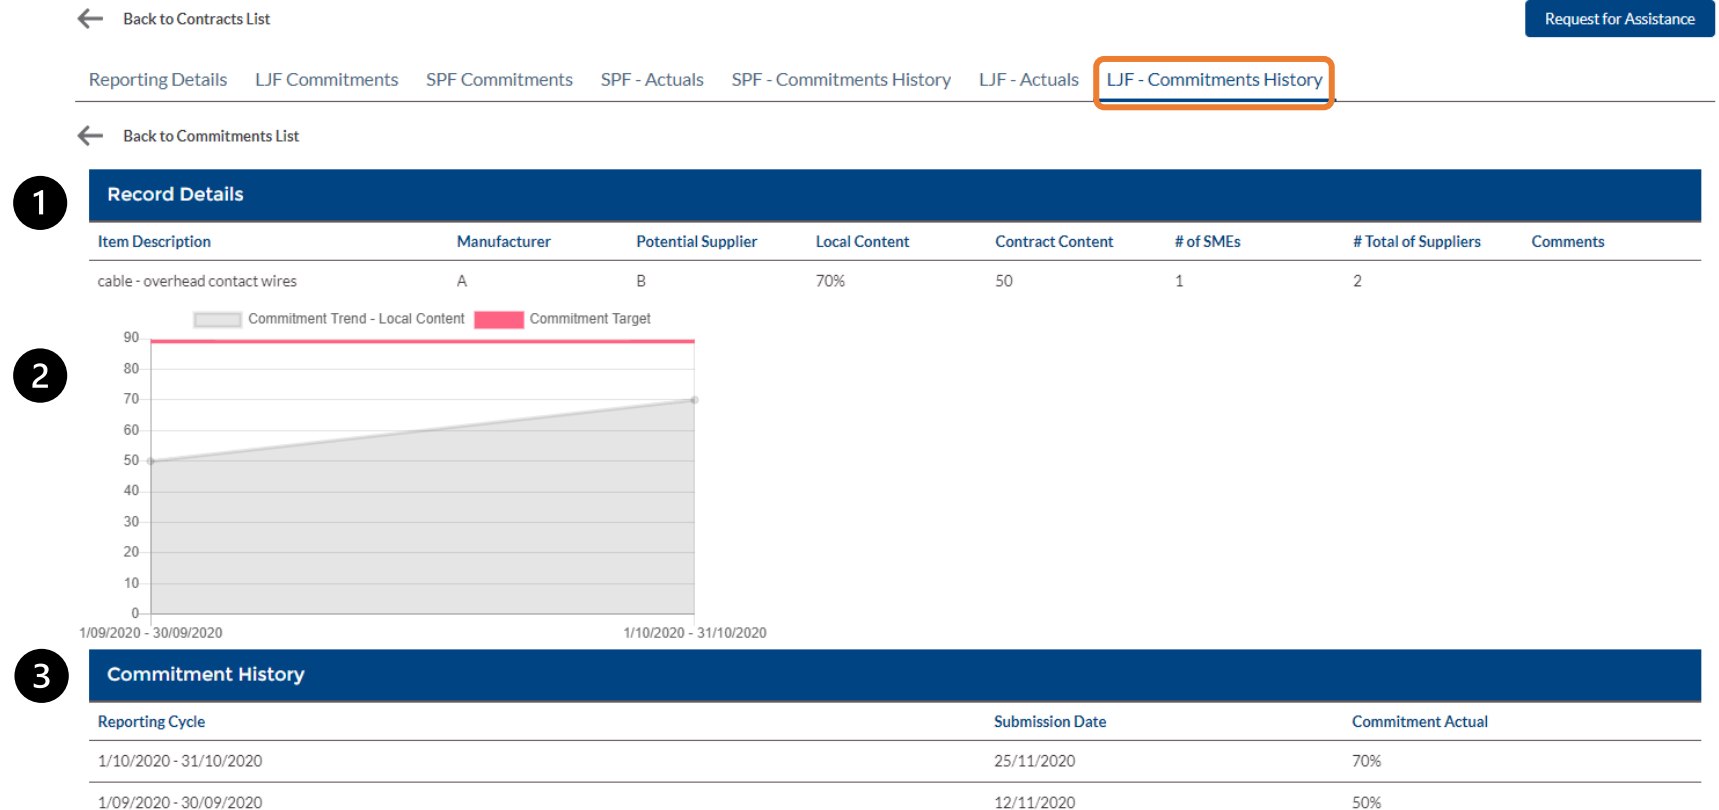 Back to Contracts List
Request for Assistance
Reporting Details LJF Commitments SPF Commitments SPF - Actuals SPF - Commitments History LJF - Actuals LJF - Commitments History
Back to Commitments List
1
Record Details
Item Description Manufacturer Potential Supplier Local Content Contract Content # of SMEs # Total of Suppliers Comments
cable - overhead contact wires A B 70% 50 1 2
Commitment Trend - Local Content Commitment Target
90
2
80
70
60
50
40
30
20
10
0
1/09/2020 - 30/09/2020 1/10/2020 - 31/10/2020
3
Commitment History
Reporting Cycle Submission Date Commitment Actual
1/10/2020 - 31/10/2020 25/11/2020 70%
1/09/2020 - 30/09/2020 12/11/2020 50%